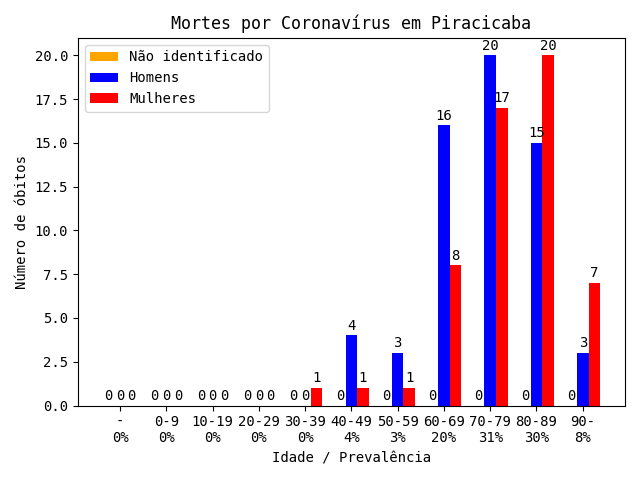 Mortes por Coronavírus em Piracicaba
Não identificado
Homens
Mulheres
Número de óbitos
20.0
17.5
15.0
12.5
10.0
7.5
5.0
2.5
0.0
0 0 0 0 0 0 0 0 0 0 0 0 0 0 1 0 4 1 0 3 1 0 16 8 0 20 17 0 15 20 0 3 7
- 0-9 10-19 20-29 30-39 40-49 50-59 60-69 70-79 80-89 90-
0% 0% 0% 0% 0% 4% 3% 20% 31% 30% 8%
Idade / Prevalência